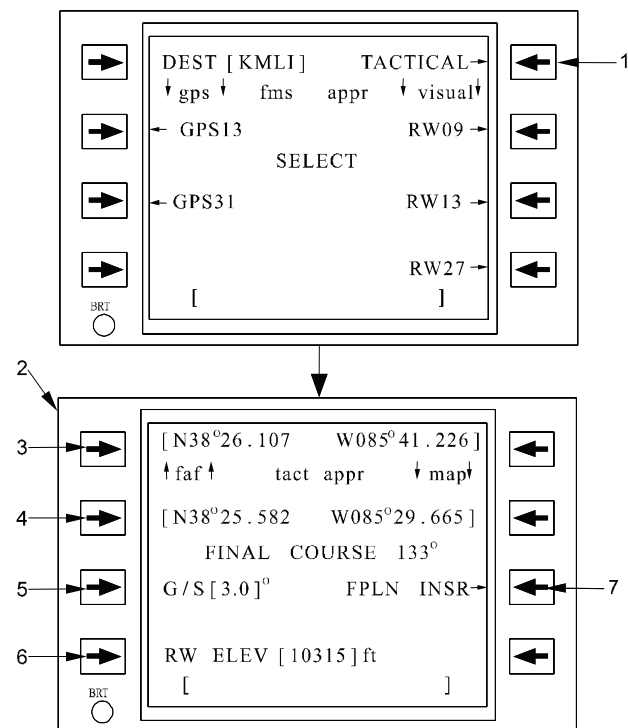 DEST [KMLI] TACTICAL→ 1
↓ gps ↓ fms appr ↓ visual↓
← GPS13 RW09→
SELECT
← GPS31 RW13→
RW27→
[ ]
BRT
2
3 [N38°26.107 W085°41.226]
↑ faf ↑ tact appr ↓ map↓
4 [N38°25.582 W085°29.665]
FINAL COURSE 133°
5 G/S[3.0]° FPLN INSR→ 7
6 RW ELEV [10315]ft
[ ]
BRT